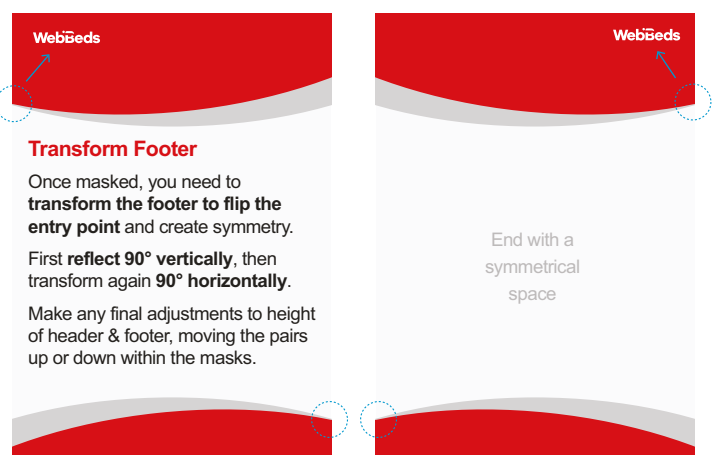 WebBeds
Transform Footer
Once masked, you need to
transform the footer to flip the
entry point and create symmetry.
First reflect 90° vertically, then
transform again 90° horizontally.
Make any final adjustments to height
of header & footer, moving the pairs
up or down within the masks.
WebBeds
End with a
symmetrical
space